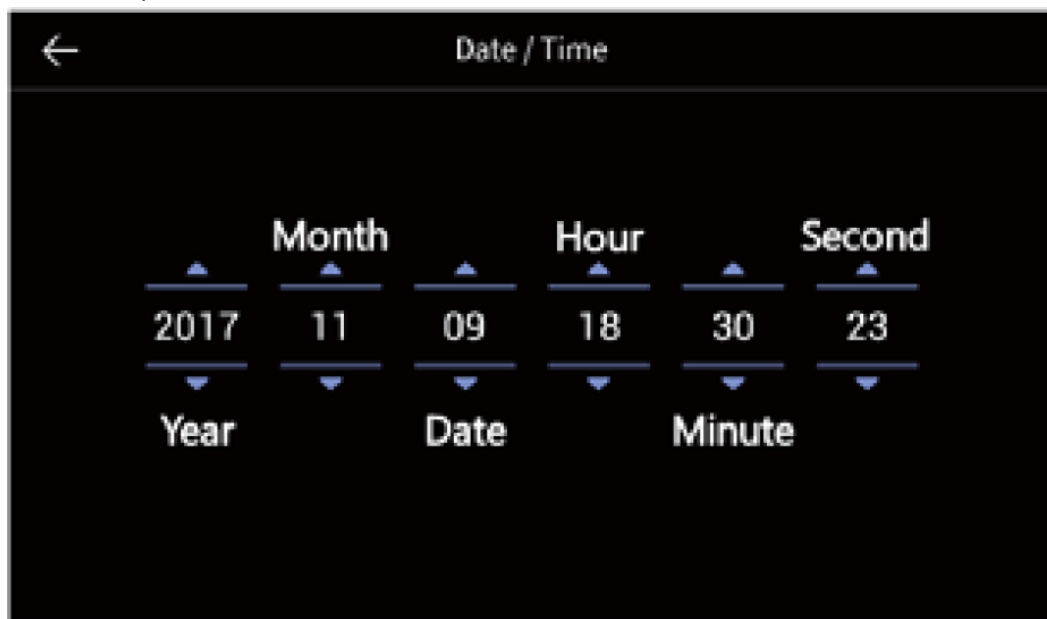 Date / Time
Month Hour Second
2017 11 09 18 30 23
Year Date Minute